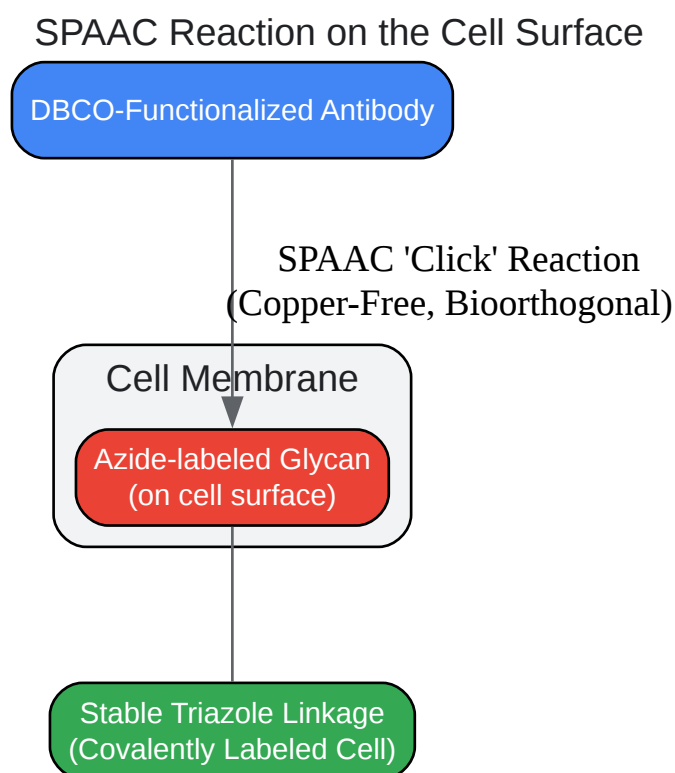 SPAAC Reaction on the Cell Surface
DBCO-Functionalized Antibody
SPAAC 'Click' Reaction
(Copper-Free, Bioorthogonal)
Cell Membrane
Azide-labeled Glycan
(on cell surface)
Stable Triazole Linkage
(Covalently Labeled Cell)